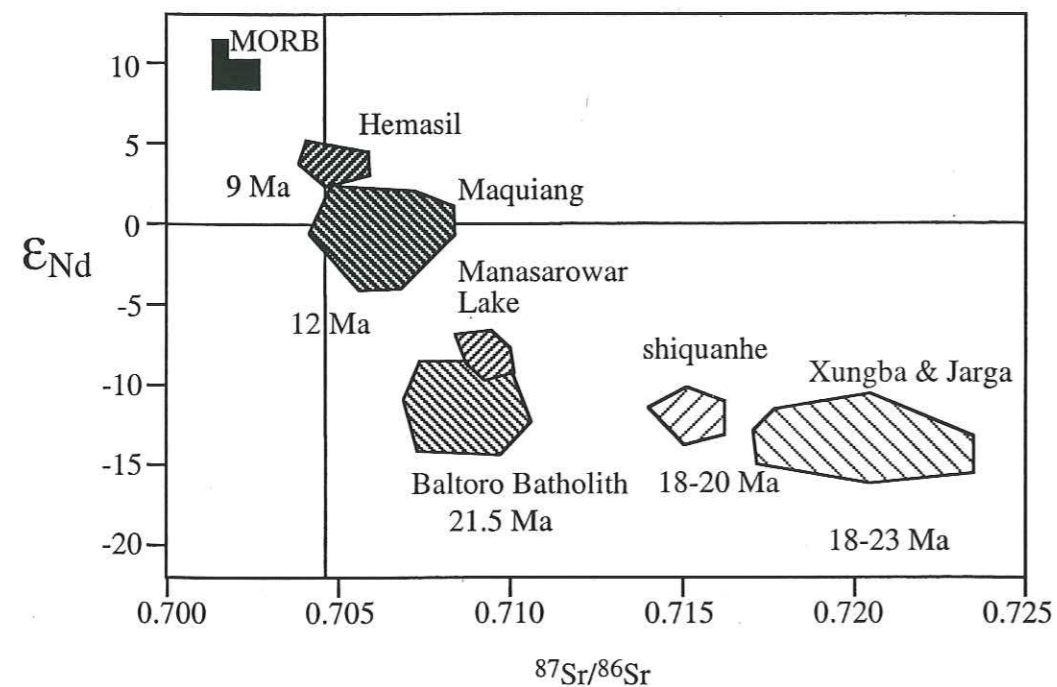 MORB
10
Hemasil
5
9 Ma
Maquiang
0
εNd
Manasarowar
Lake
-5
12 Ma
shiquanhe
Xungba & Jarga
-10
-15
Baltoro Batholith
18-20 Ma
21.5 Ma
18-23 Ma
-20
0.700 0.705 0.710 0.715 0.720 0.725
87Sr/86Sr